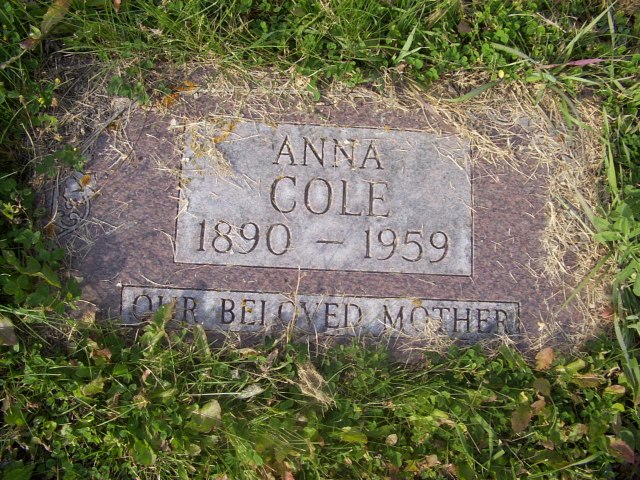 ANNA
COLE
1890 — 1959
OUR BELOVED MOTHER